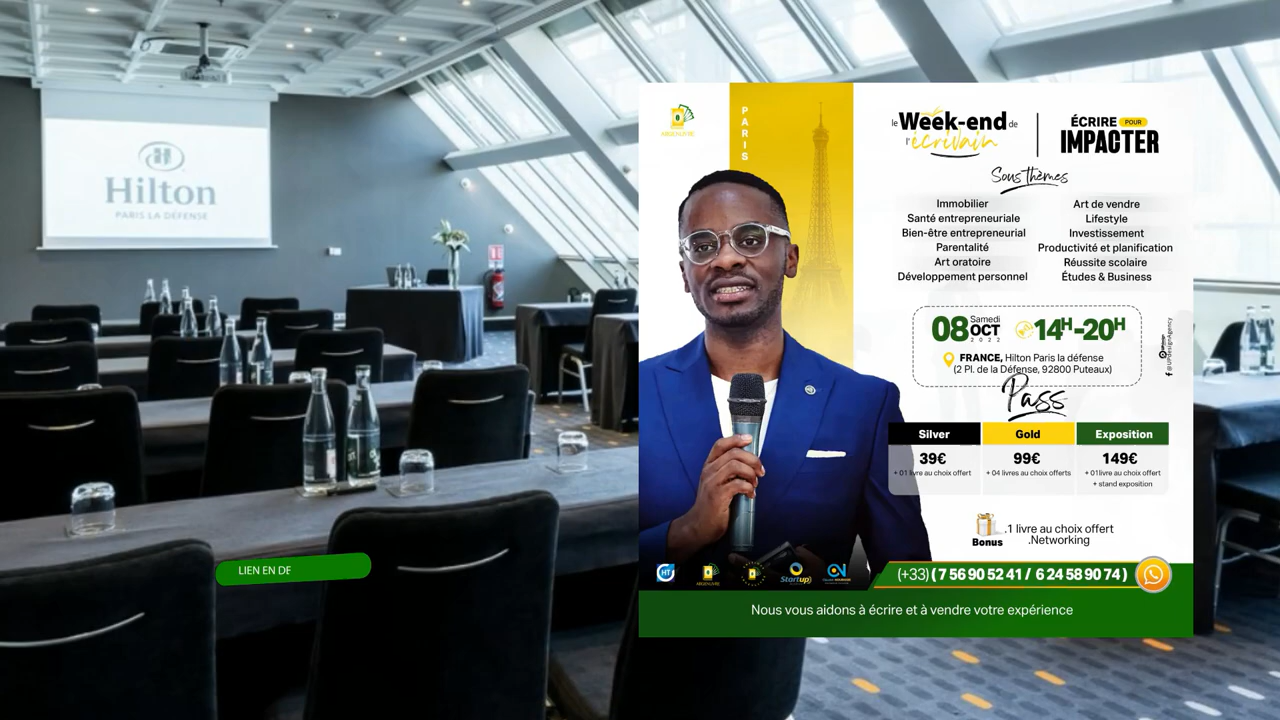 Hilton
PARIS LA DÉFENSE
LIEN EN DE
ARGENLIVRE
PARIS
le Week-end de
l'écrivain
ÉCRIRE POUR
IMPACTER
Sous thèmes
Immobilier
Santé entrepreuriale
Bien-être entrepreurial
Parentalité
Art oratoire
Développement personnel
Art de vendre
Lifestyle
Investissement
Productivité et planification
Réussite scolaire
Études & Business
08 Samedi OCT 2022
14H-20H
FRANCE, Hilton Paris la défense
(2 Pl. de la Défense, 92800 Puteaux)
Pass
Silver
39€
+ 01 livre au choix offert
Gold
99€
+ 04 livres au choix offerts
Exposition
149€
+ 01livre au choix offert
+ stand exposition
Bonus
.1 livre au choix offert
.Networking
HT
Startup
(+33) ( 7 56 90 52 41 / 6 24 58 90 74 )
Nous vous aidons à écrire et à vendre votre expérience